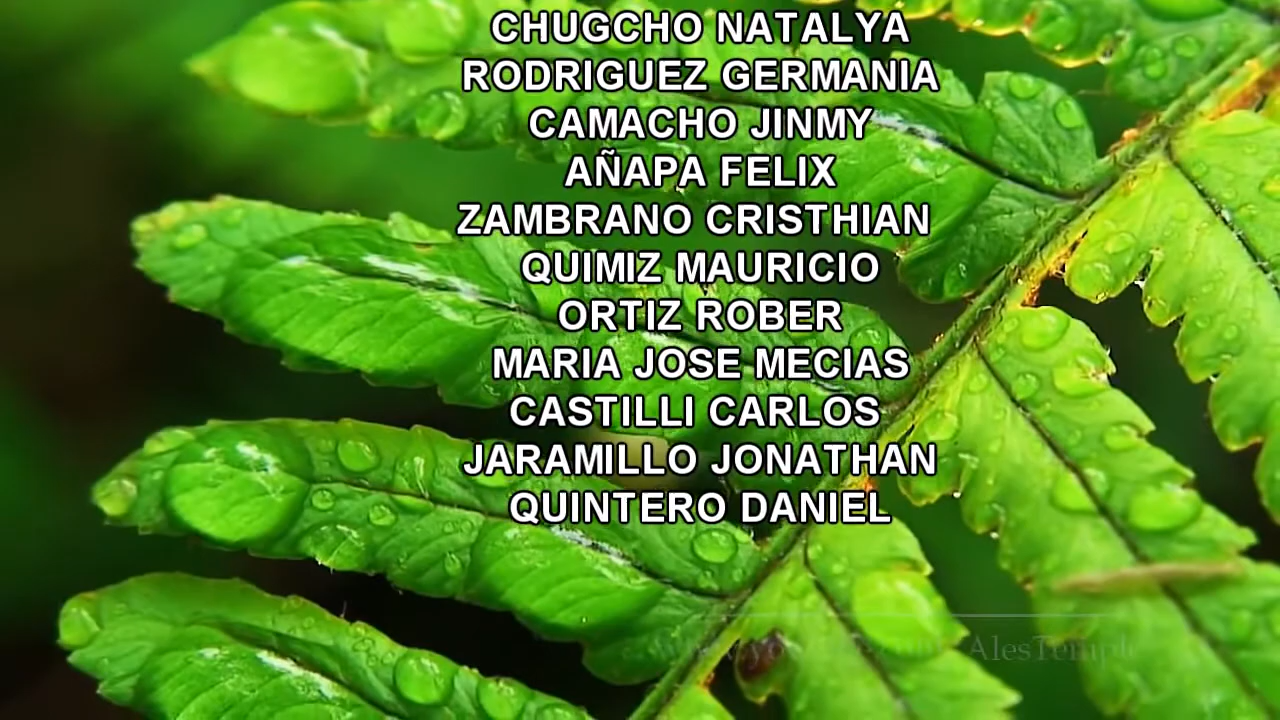 CHUGCHO NATALYA
RODRIGUEZ GERMANIA
CAMACHO JINMY
AÑAPA FELIX
ZAMBRANO CRISTHIAN
QUIMIZ MAURICIO
ORTIZ ROBER
MARIA JOSE MECIAS
CASTILLI CARLOS
JARAMILLO JONATHAN
QUINTERO DANIEL